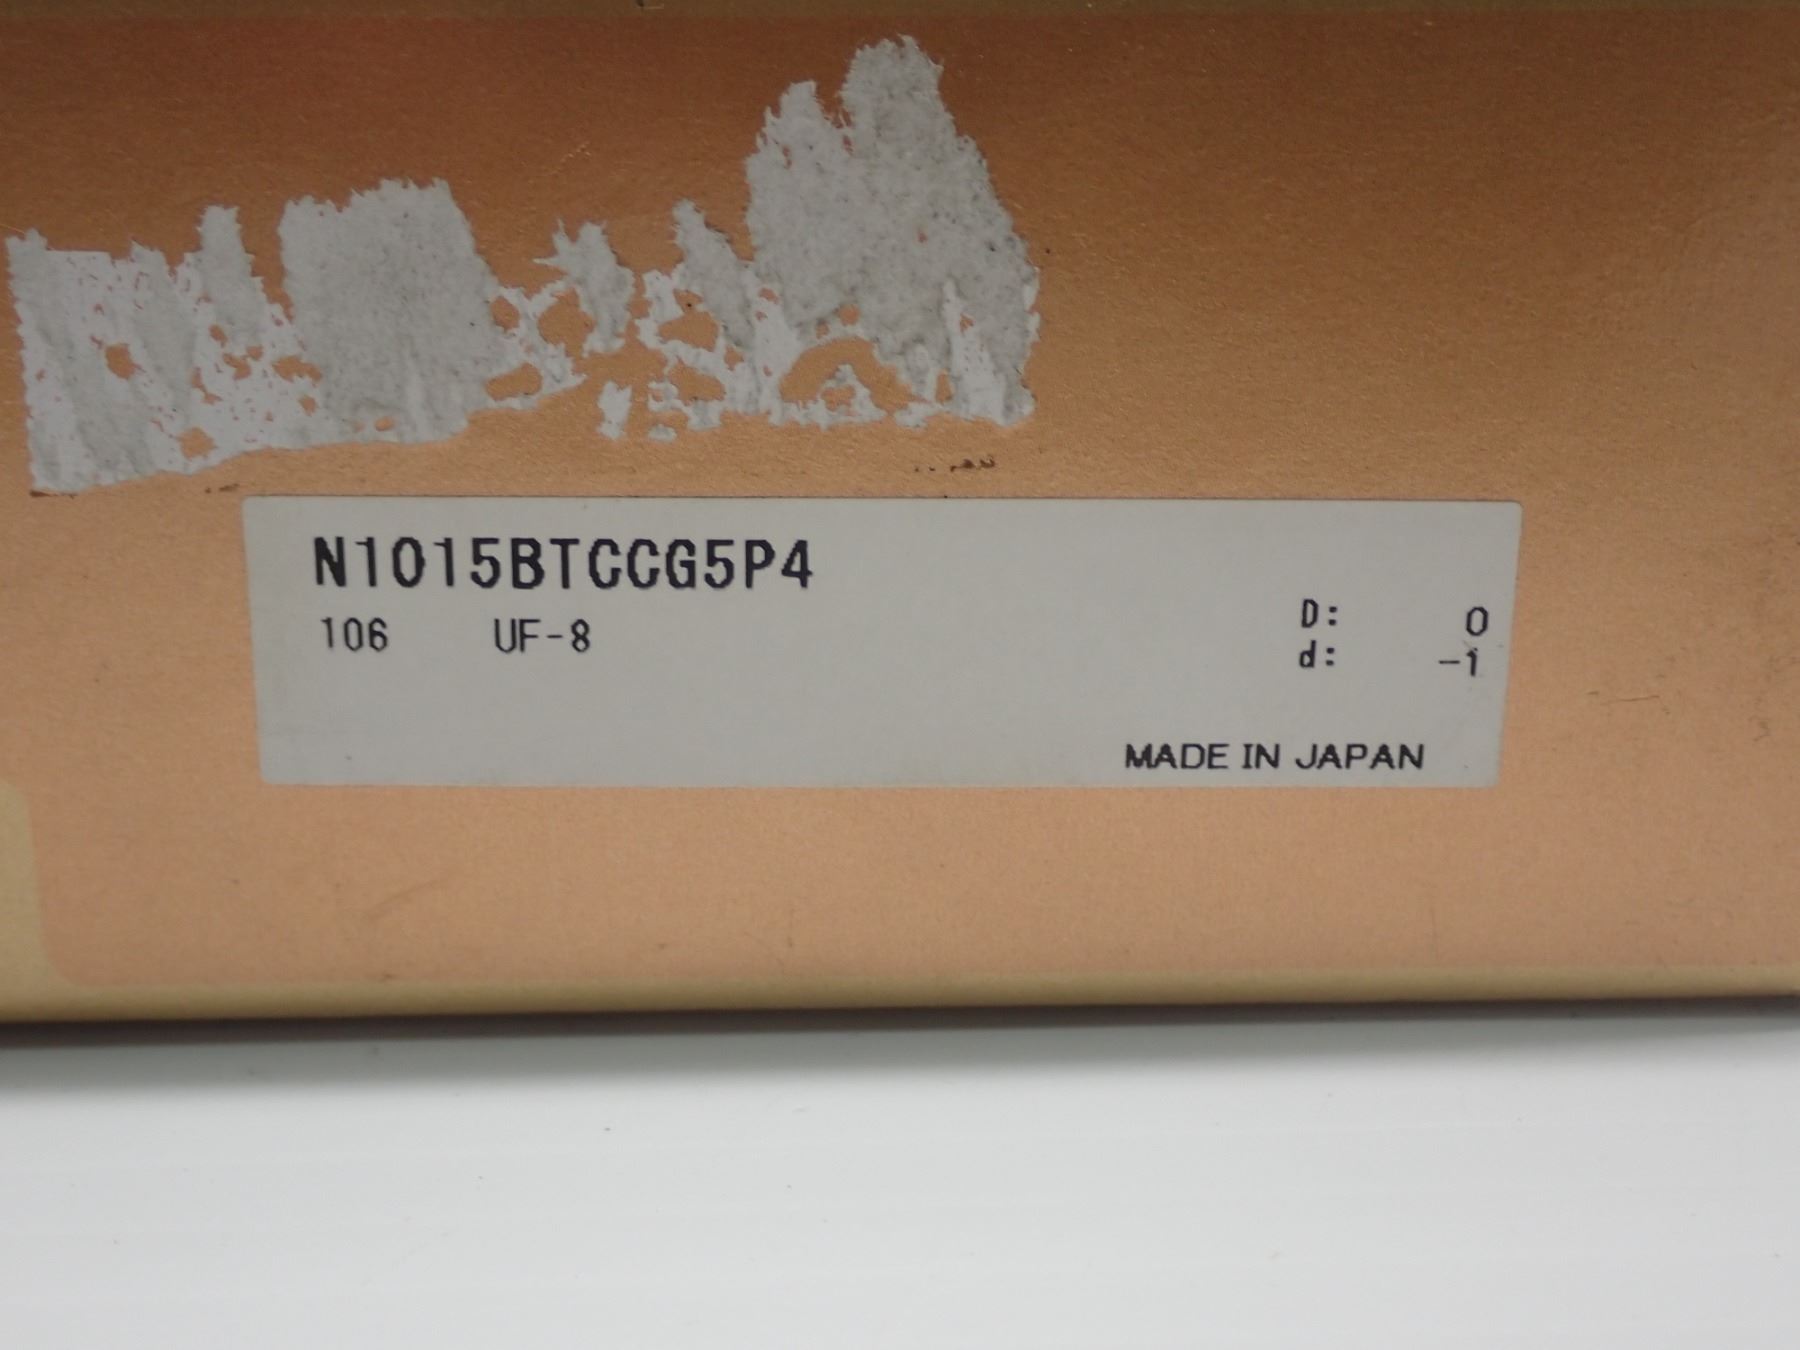 N1015BTCCG5P4
106 UF-8
D: 0
d: -1
MADE IN JAPAN